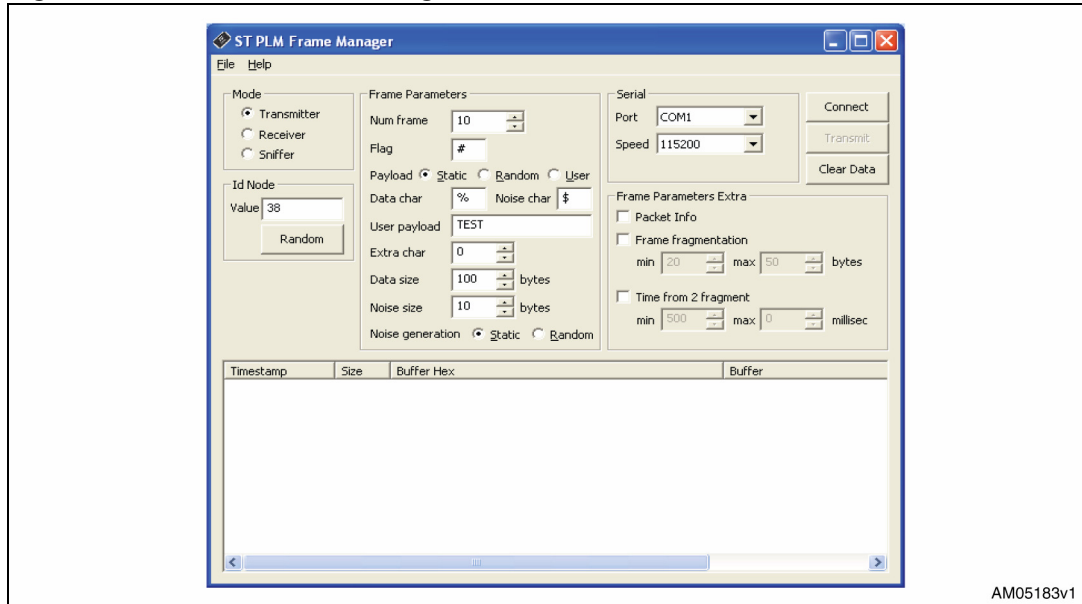 ST PLM Frame Manager
File Help
Mode
Transmitter
Receiver
Sniffer
Id Node
Value 38
Random
Frame Parameters
Num frame 10
Flag #
Payload Static Random User
Data char % Noise char $
User payload TEST
Extra char 0
Data size 100 bytes
Noise size 10 bytes
Noise generation Static Random
Serial
Port COM1
Speed 115200
Connect
Transmit
Clear Data
Frame Parameters Extra
Packet Info
Frame fragmentation
min 20 max 50 bytes
Time from 2 fragment
min 500 max 0 millisec
Timestamp Size Buffer Hex Buffer
AM05183v1